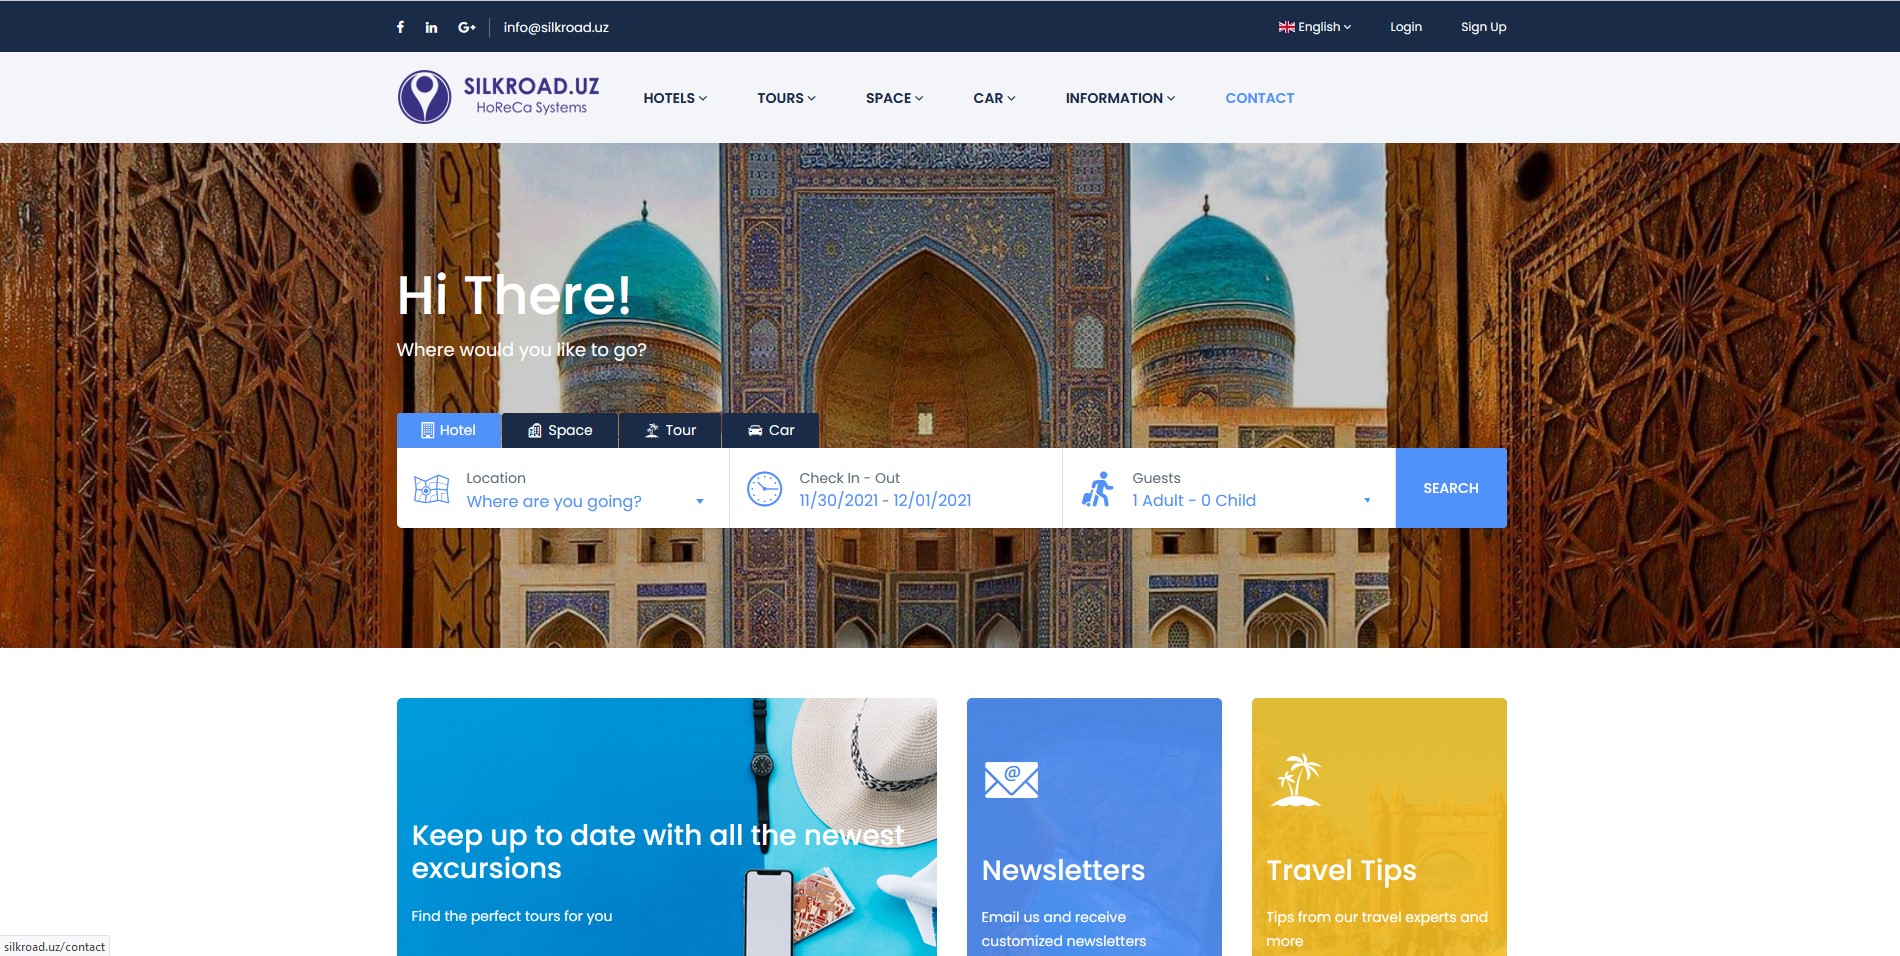 info@silkroad.uz
English
Login
Sign Up
SILKROAD.UZ
HoReCa Systems
HOTELS
TOURS
SPACE
CAR
INFORMATION
CONTACT
Hi There!
Where would you like to go?
Hotel
Space
Tour
Car
Location
Where are you going?
Check In - Out
11/30/2021 - 12/01/2021
Guests
1 Adult - 0 Child
SEARCH
Keep up to date with all the newest
excursions
Find the perfect tours for you
Newsletters
Email us and receive
customized newsletters
Travel Tips
Tips from our travel experts and
more
silkroad.uz/contact